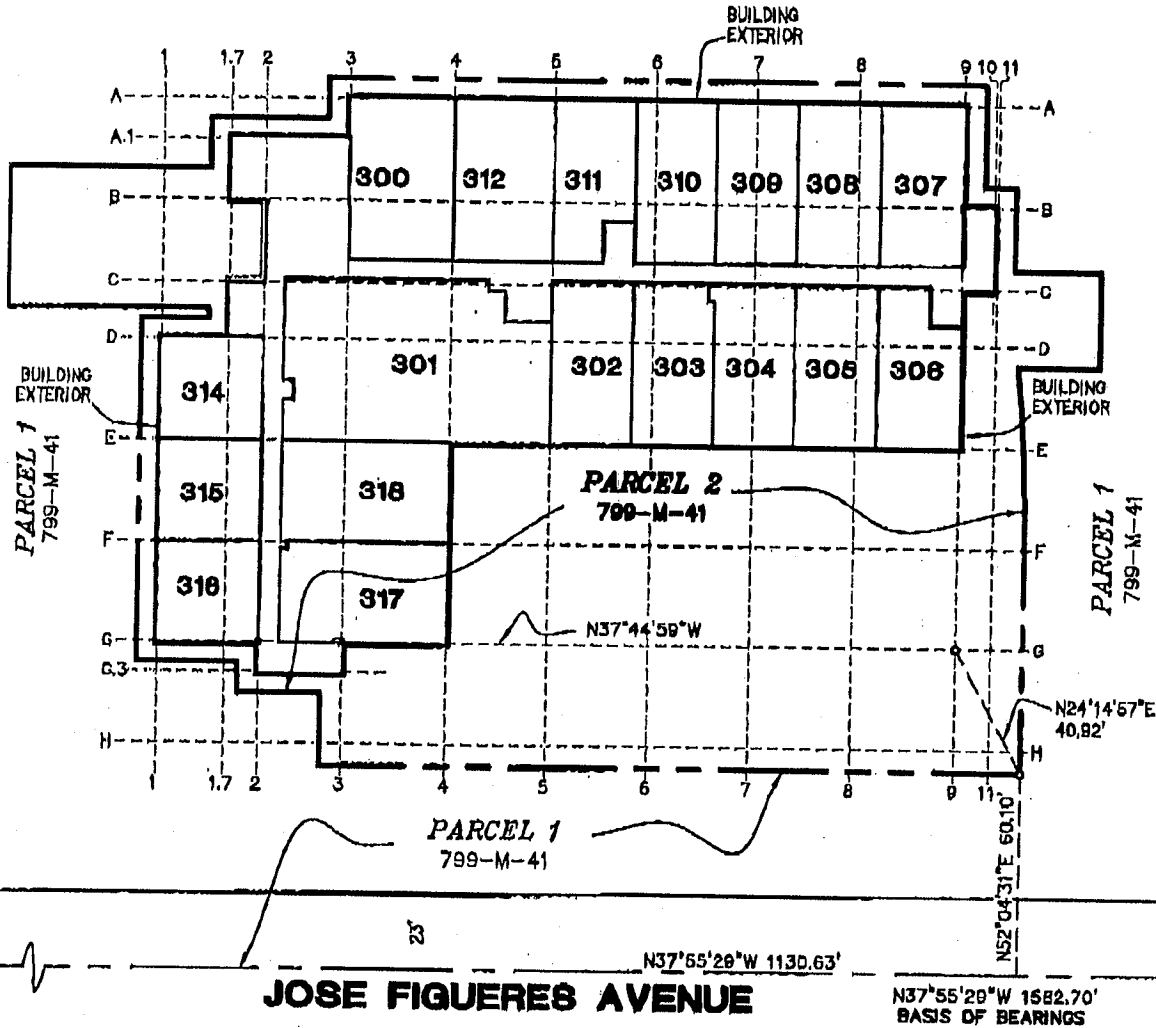 BUILDING
EXTERIOR
1 1.7 2 3 4 5 6 7 8 9 10 11
A A
A.1
300 312 311 310 309 308 307
B B
C C
D D
301 302 303 304 305 306
314
BUILDING
EXTERIOR
BUILDING
EXTERIOR
E E
PARCEL 1
799-M-41
315 318
PARCEL 2
799-M-41
PARCEL 1
799-M-41
F F
316 317
N37°44'59"W
G G
G.3
N24°14'57"E
40.92'
H H
1 1.7 2 3 4 5 6 7 8 9 11
PARCEL 1
799-M-41
N52°04'31"E 60.10'
23'
N37°55'29"W 1130.63'
JOSE FIGUERES AVENUE
N37°55'29"W 1582.70'
BASIS OF BEARINGS